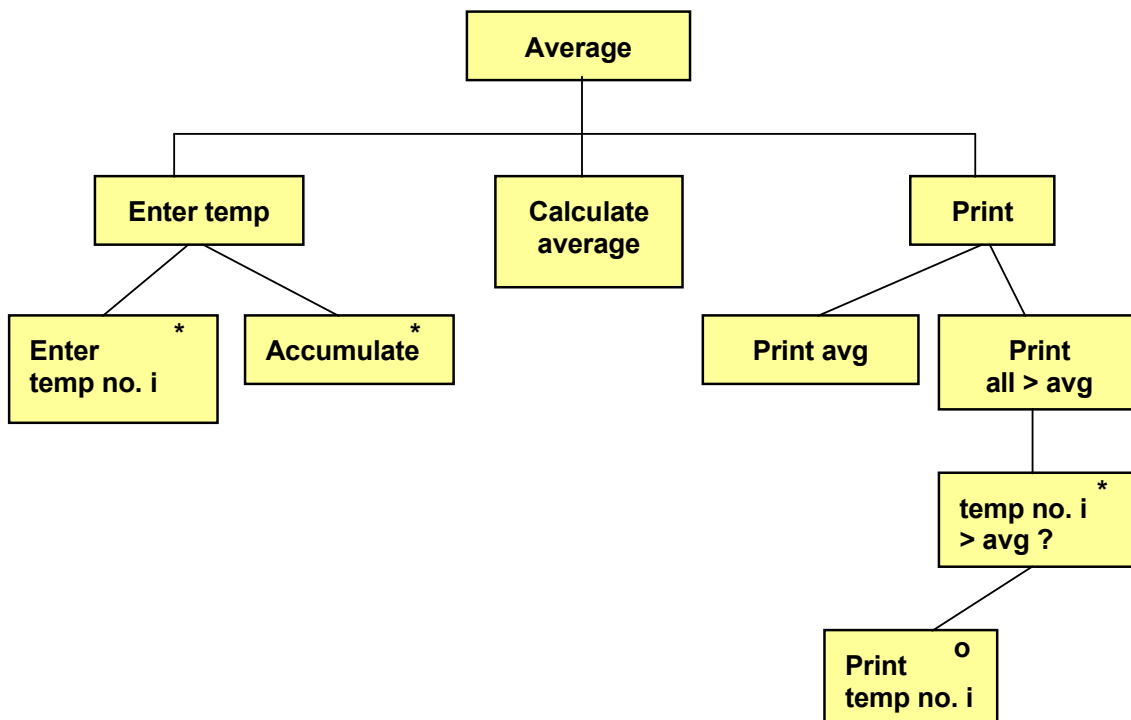 Average
Enter temp
Calculate
average
Print
*
Enter
temp no. i
*
Accumulate
Print avg
Print
all > avg
*
temp no. i
> avg ?
o
Print
temp no. i